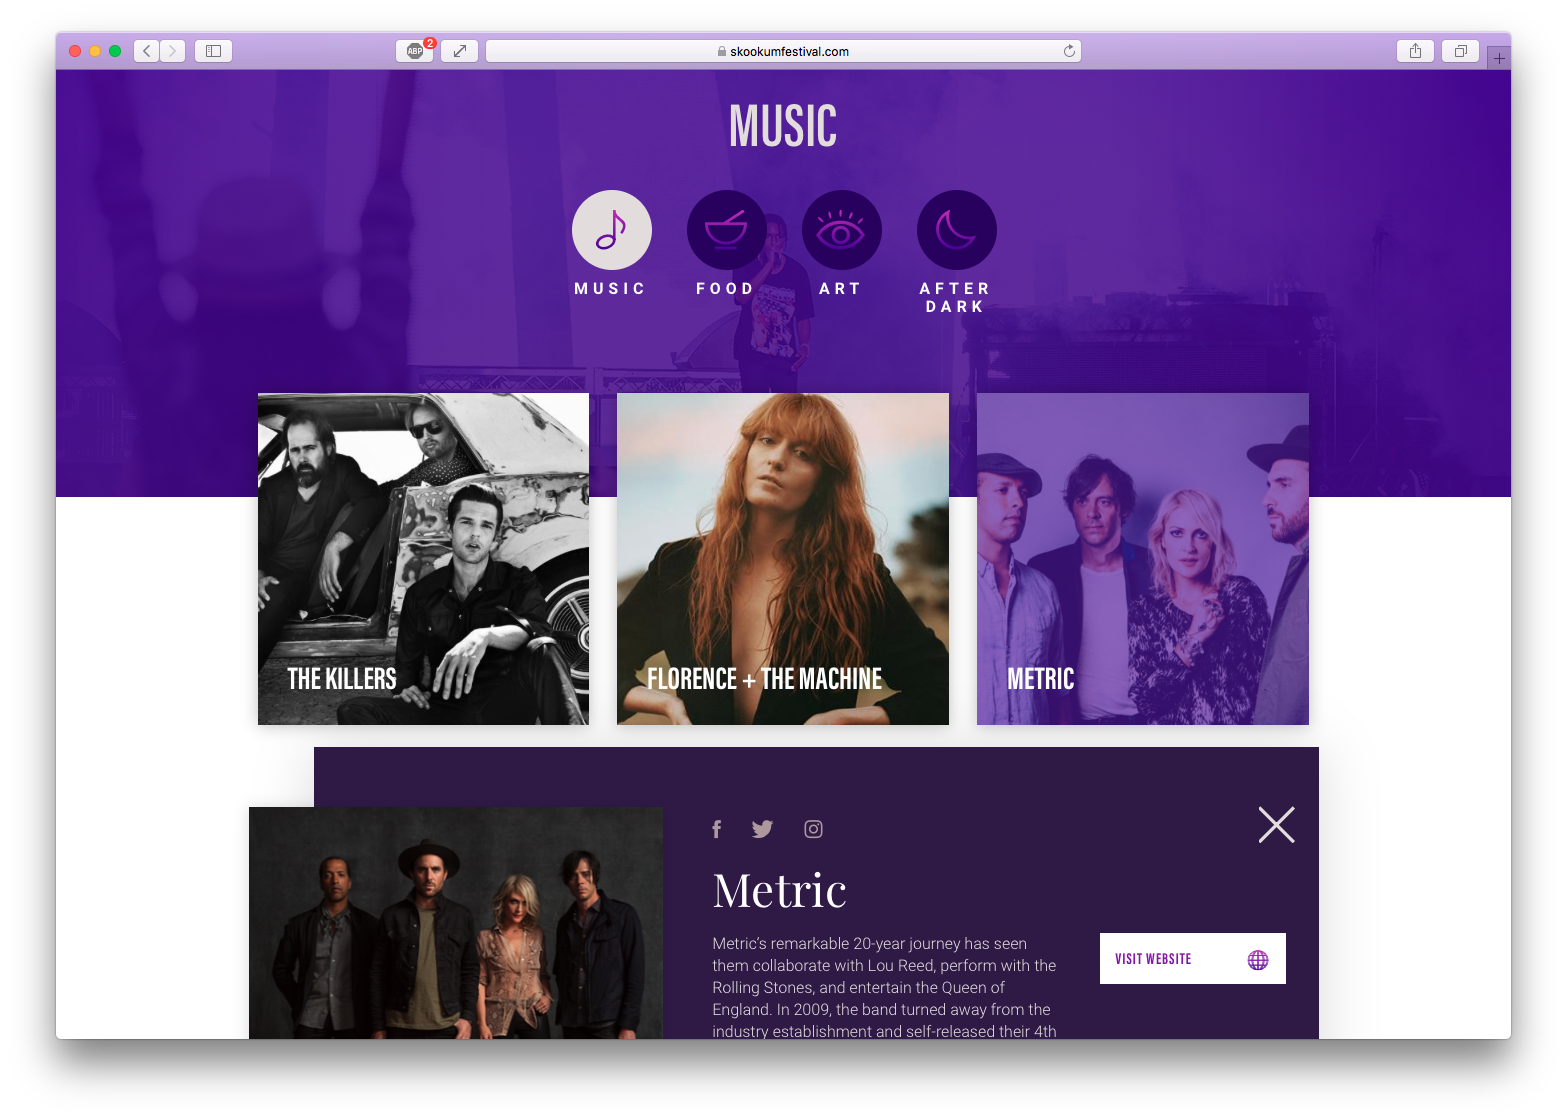 ABP
2
skookumfestival.com
MUSIC
MUSIC
FOOD
ART
AFTER
DARK
THE KILLERS
FLORENCE + THE MACHINE
METRIC
f
Metric
Metric's remarkable 20-year journey has seen
them collaborate with Lou Reed, perform with the
Rolling Stones, and entertain the Queen of
England. In 2009, the band turned away from the
industry establishment and self-released their 4th
VISIT WEBSITE